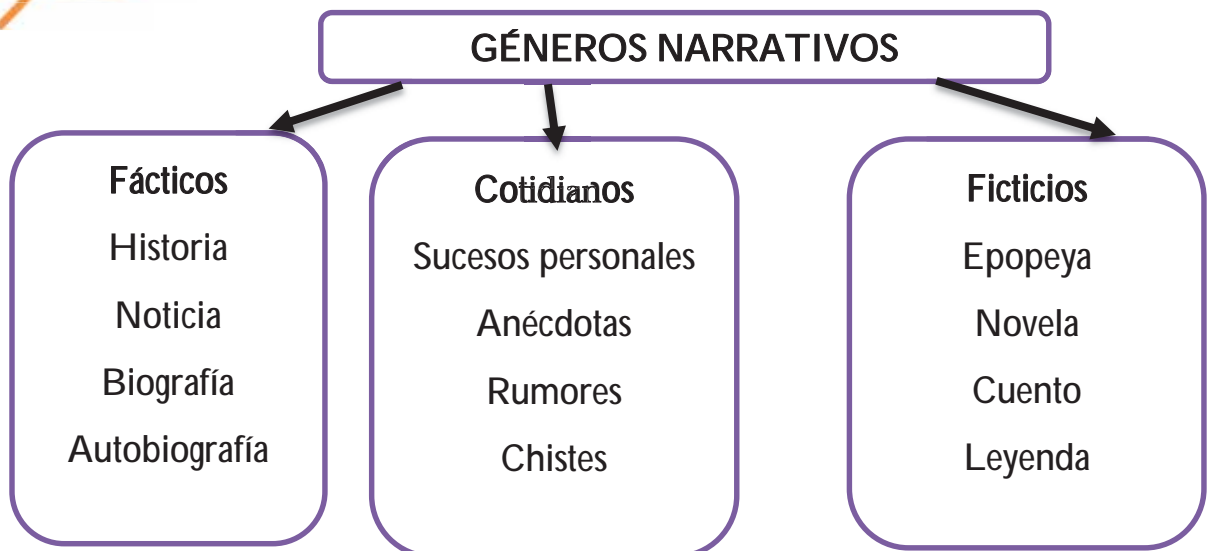 GÉNEROS NARRATIVOS
Fácticos
Historia
Noticia
Biografía
Autobiografía
Cotidianos
Sucesos personales
Anécdotas
Rumores
Chistes
Ficticios
Epopeya
Novela
Cuento
Leyenda